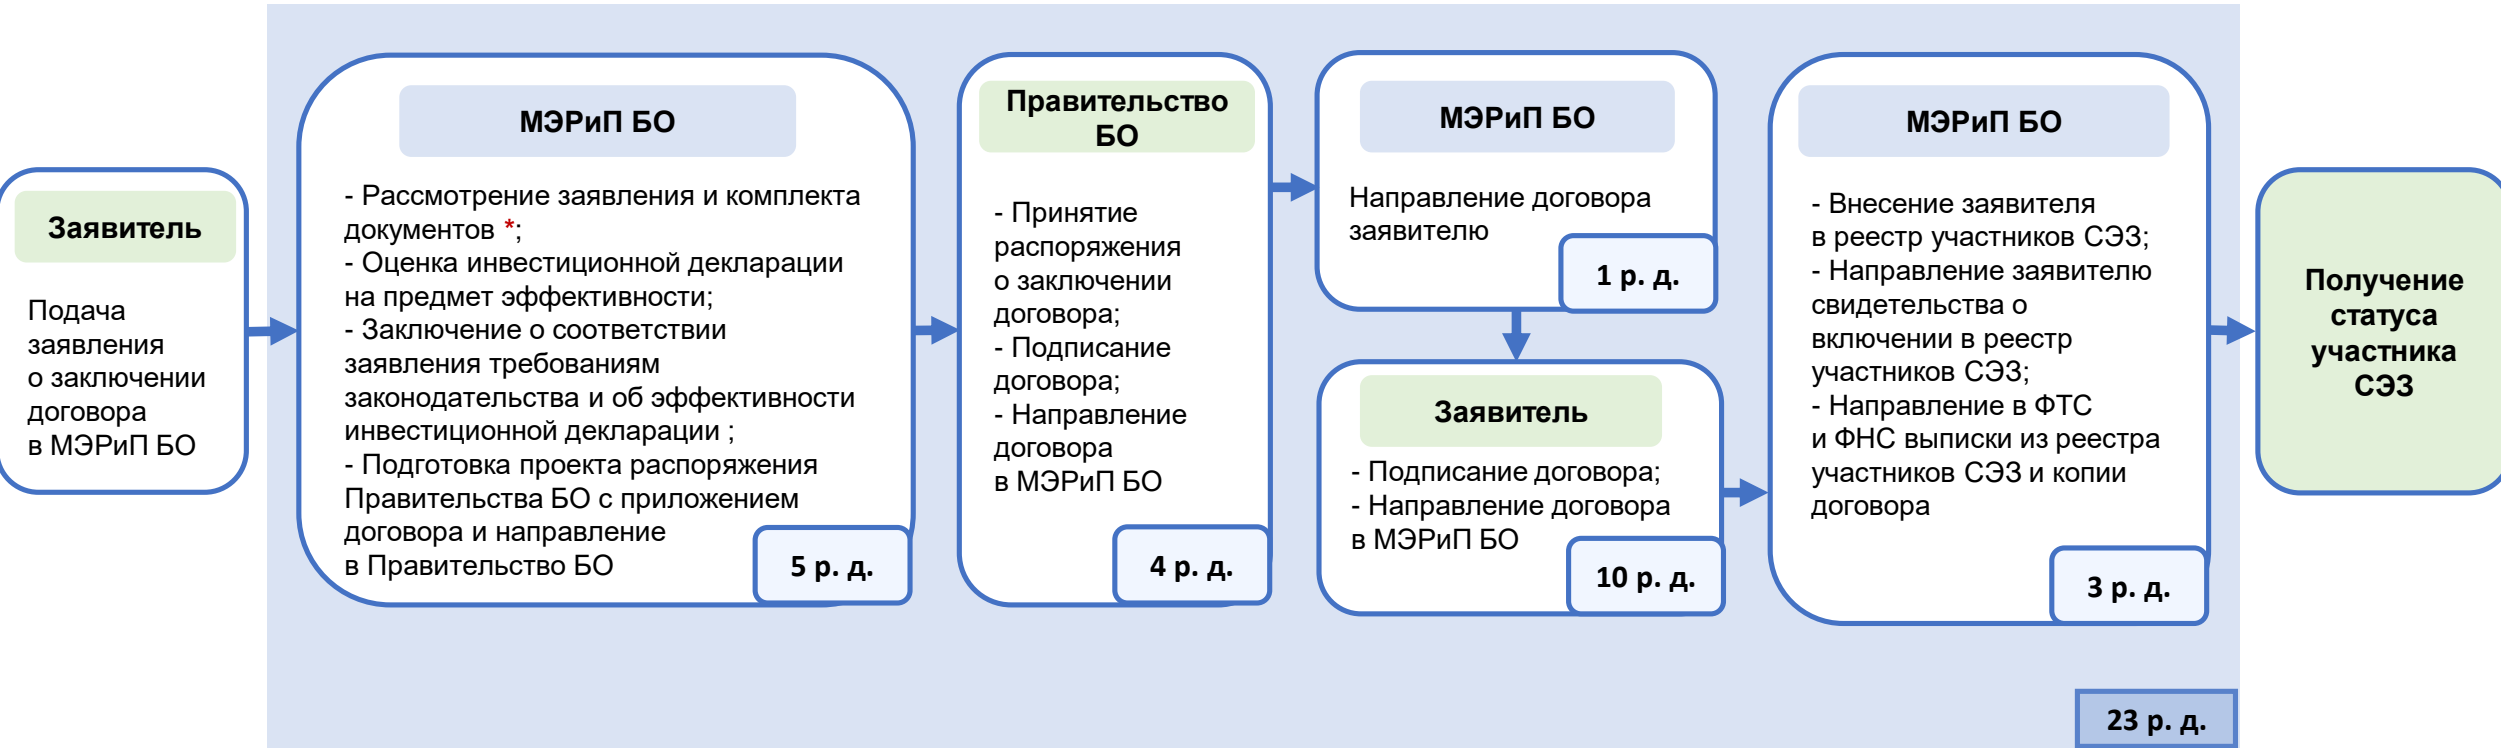 Заявитель
Подача
заявления
о заключении
договора
в МЭРиП БО
МЭРиП БО
- Рассмотрение заявления и комплекта
документов *;
- Оценка инвестиционной декларации
на предмет эффективности;
- Заключение о соответствии
заявления требованиям
законодательства и об эффективности
инвестиционной декларации ;
- Подготовка проекта распоряжения
Правительства БО с приложением
договора и направление
в Правительство БО
5 р. д.
Правительство
БО
- Принятие
распоряжения
о заключении
договора;
- Подписание
договора;
- Направление
договора
в МЭРиП БО
4 р. д.
МЭРиП БО
Направление договора
заявителю
1 р. д.
Заявитель
- Подписание договора;
- Направление договора
в МЭРиП БО
10 р. д.
МЭРиП БО
- Внесение заявителя
в реестр участников СЭЗ;
- Направление заявителю
свидетельства о
включении в реестр
участников СЭЗ;
- Направление в ФТС
и ФНС выписки из реестра
участников СЭЗ и копии
договора
3 р. д.
Получение
статуса
участника
СЭЗ
23 р. д.